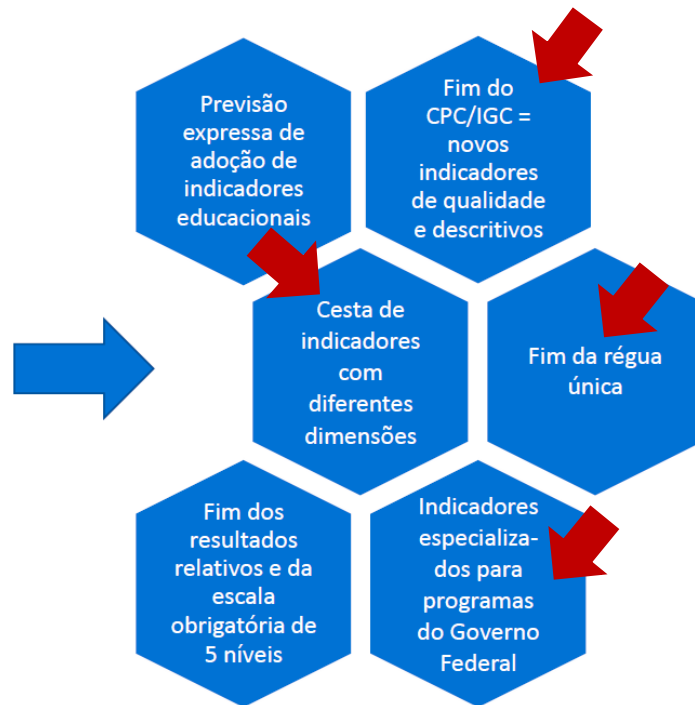 Previsão
expressa de
adoção de
indicadores
educacionais
Fim do
CPC/IGC =
novos
indicadores
de qualidade
e descritivos
Cesta de
indicadores
com
diferentes
dimensões
Fim da régua
única
Fim dos
resultados
relativos e da
escala
obrigatória de
5 níveis
Indicadores
especializa-
dos para
programas
do Governo
Federal